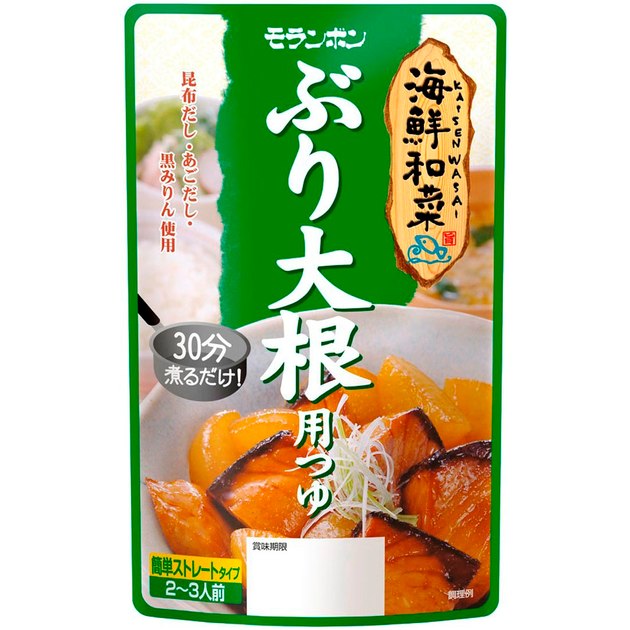 モランボン
海鮮和菜
KAISEN WASAI
旨
昆布だし・あごだし・
黒みりん使用
ぶり大根
用つゆ
30分
煮るだけ!
賞味期限
簡単ストレートタイプ
2〜3人前
調理例